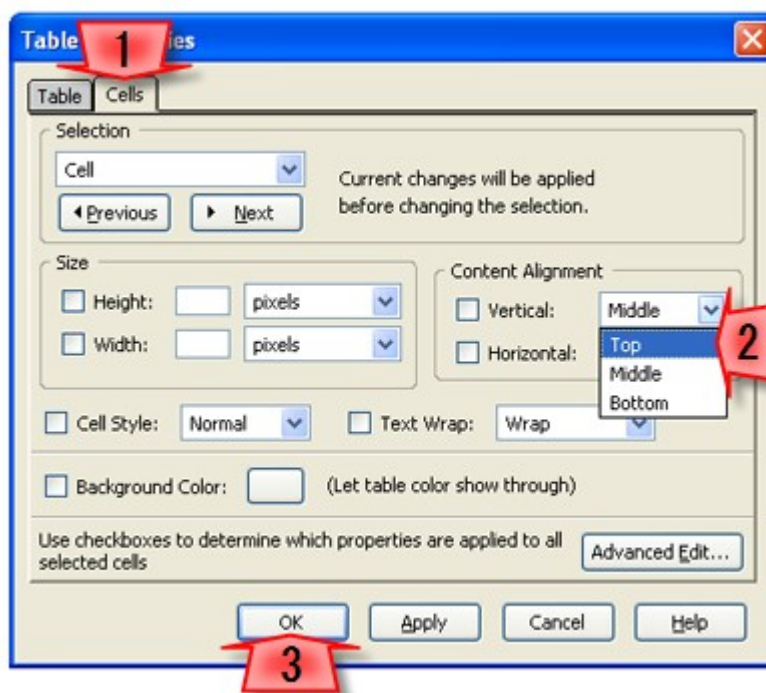 Table ies
1
Table Cells
Selection
Cell
Current changes will be applied
before changing the selection.
Previous Next
Size
Content Alignment
Height: pixels
Vertical: Middle
Width: pixels
Horizontal:
Top
2
Middle
Bottom
Cell Style: Normal Text Wrap: Wrap
Background Color: (Let table color show through)
Use checkboxes to determine which properties are applied to all
selected cells
Advanced Edit...
OK Apply Cancel Help
3